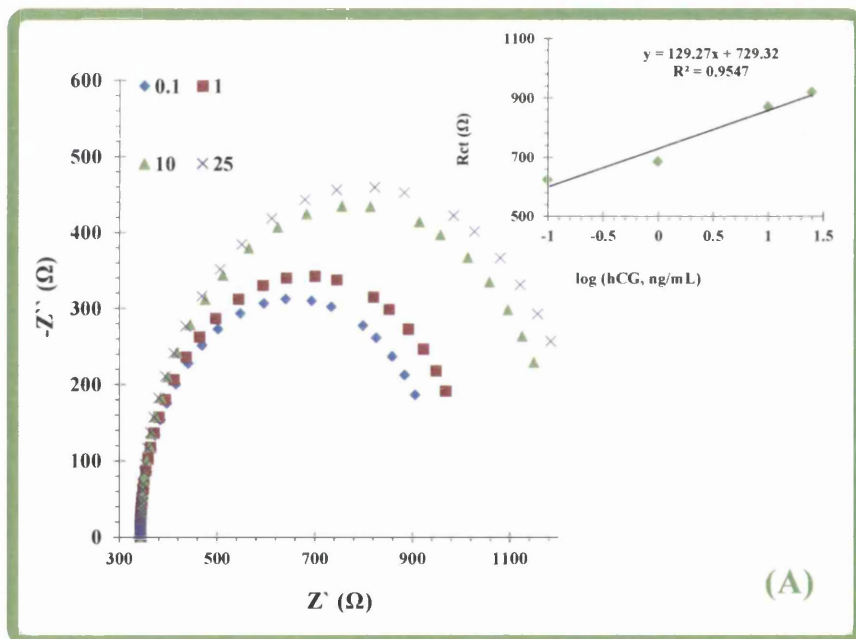 600
500
400
300
200
100
0
-Z`` (Ω)
0.1 1
10 25
300 500 700 900 1100
Z` (Ω)
1100
900
700
500
Rct (Ω)
y = 129.27x + 729.32
R² = 0.9547
-1 -0.5 0 0.5 1 1.5
log (hCG, ng/mL)
(A)